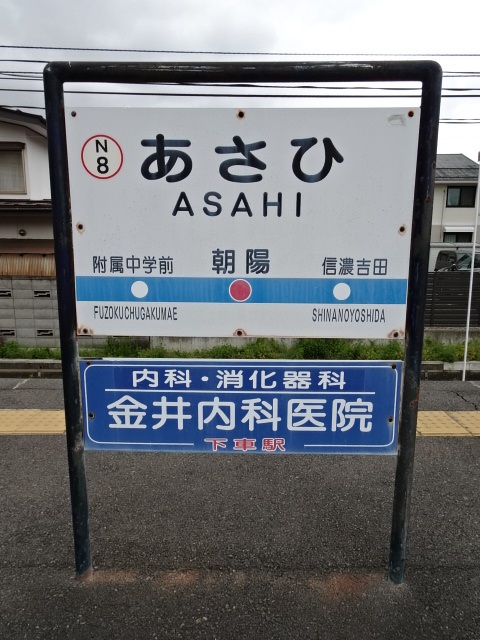 N
8
あさひ
ASAHI
附属中学前 朝陽 信濃吉田
FUZOKUCHUGAKUMAE SHINANOYOSHIDA
内科・消化器科
金井内科医院
下車駅